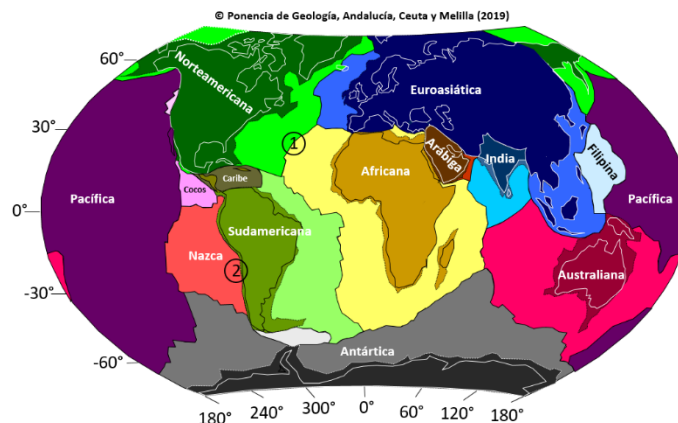 © Ponencia de Geología, Andalucía, Ceuta y Melilla (2019)
60°
Norteamericana
Euroasiática
30°
1
Arábiga
India
Filipina
Africana
Caribe
Cocos
Pacífica
Pacífica
0°
Sudamericana
Nazca
2
Australiana
-30°
Antártica
-60°
180°
240°
300°
0°
60°
120°
180°